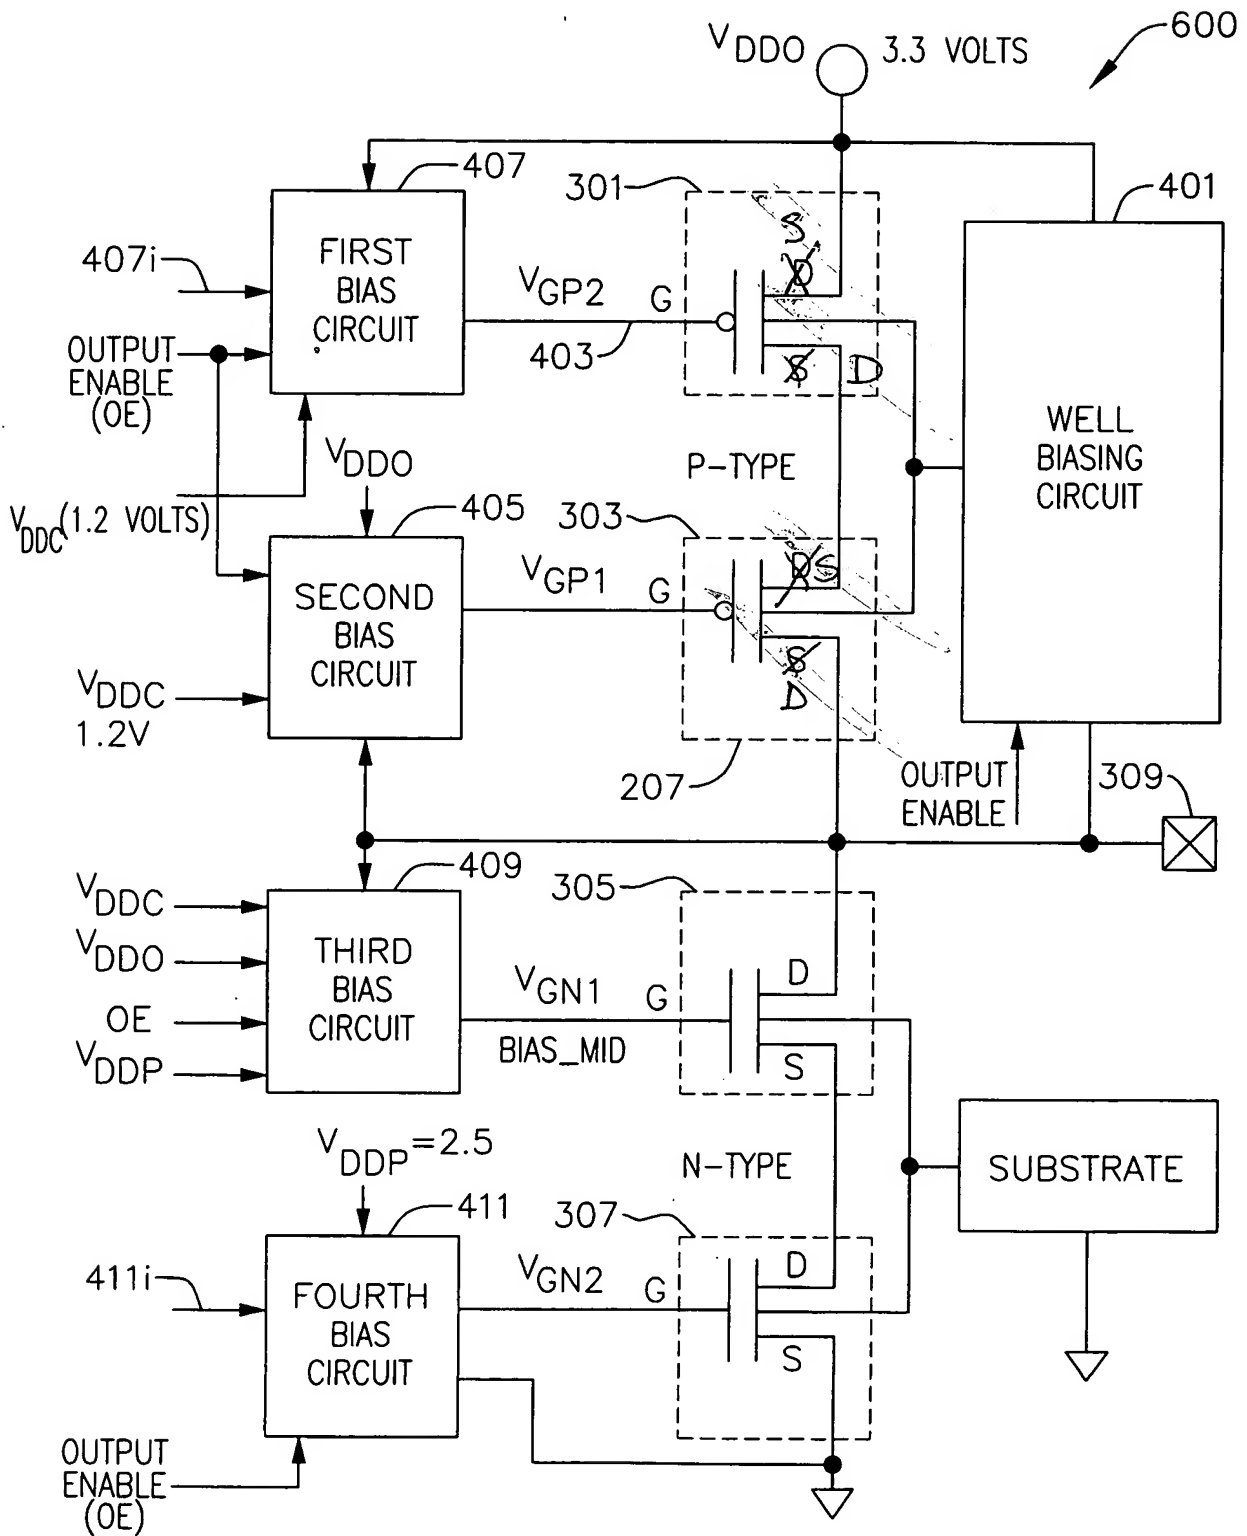 600
VDDO 3.3 VOLTS
407
301
401
407i
FIRST
BIAS
CIRCUIT
VGP2
G
S
D
403
S
D
OUTPUT
ENABLE
(OE)
WELL
BIASING
CIRCUIT
VDDO
P-TYPE
VDDC (1.2 VOLTS)
405
303
SECOND
BIAS
CIRCUIT
VGP1
G
D S
S
D
VDDC
1.2V
207
OUTPUT
ENABLE
309
409
305
VDDC
VDDO
OE
VDDP
THIRD
BIAS
CIRCUIT
VGN1
G
BIAS_MID
D
S
VDDP=2.5
N-TYPE
SUBSTRATE
411
307
411i
FOURTH
BIAS
CIRCUIT
VGN2
G
D
S
OUTPUT
ENABLE
(OE)